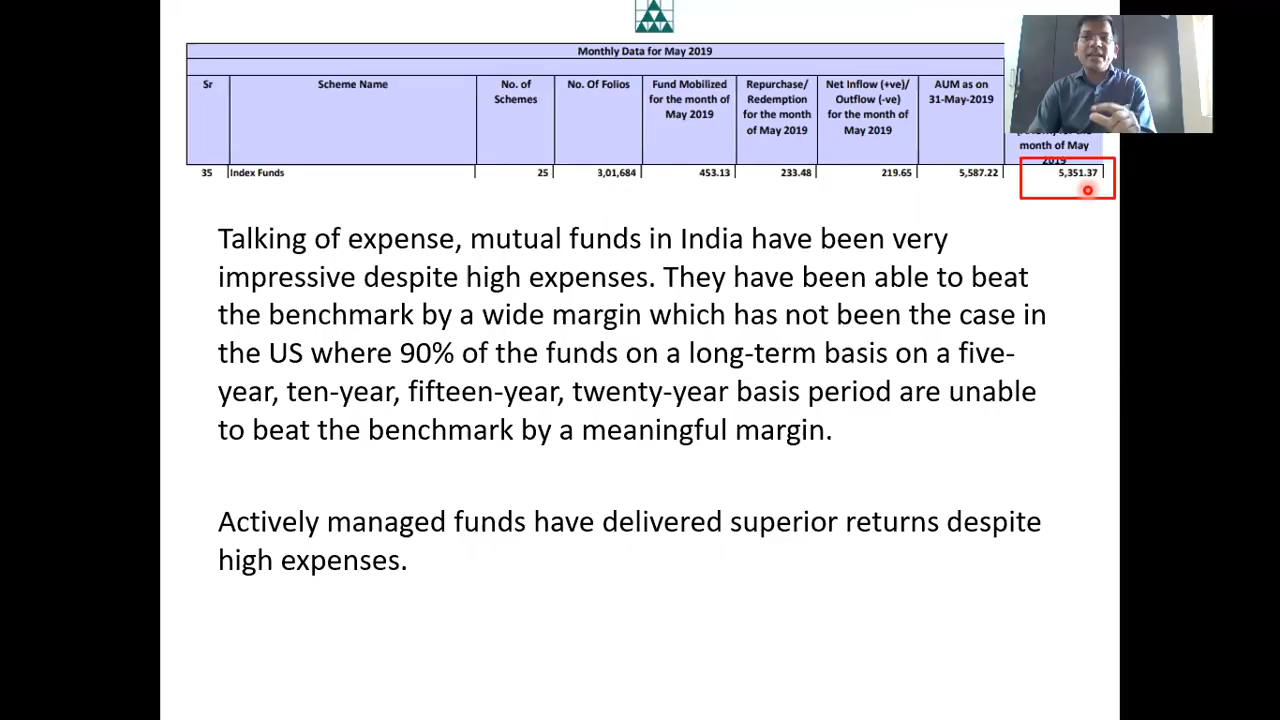 Monthly Data for May 2019
Sr Scheme Name No. of Schemes No. Of Folios Fund Mobilized for the month of May 2019 Repurchase/ Redemption for the month of May 2019 Net Inflow (+ve)/ Outflow (-ve) for the month of May 2019 AUM as on 31-May-2019 month of May 2019
35 Index Funds 25 3,01,684 453.13 233.48 219.65 5,587.22 5,351.37
Talking of expense, mutual funds in India have been very
impressive despite high expenses. They have been able to beat
the benchmark by a wide margin which has not been the case in
the US where 90% of the funds on a long-term basis on a five-
year, ten-year, fifteen-year, twenty-year basis period are unable
to beat the benchmark by a meaningful margin.
Actively managed funds have delivered superior returns despite
high expenses.